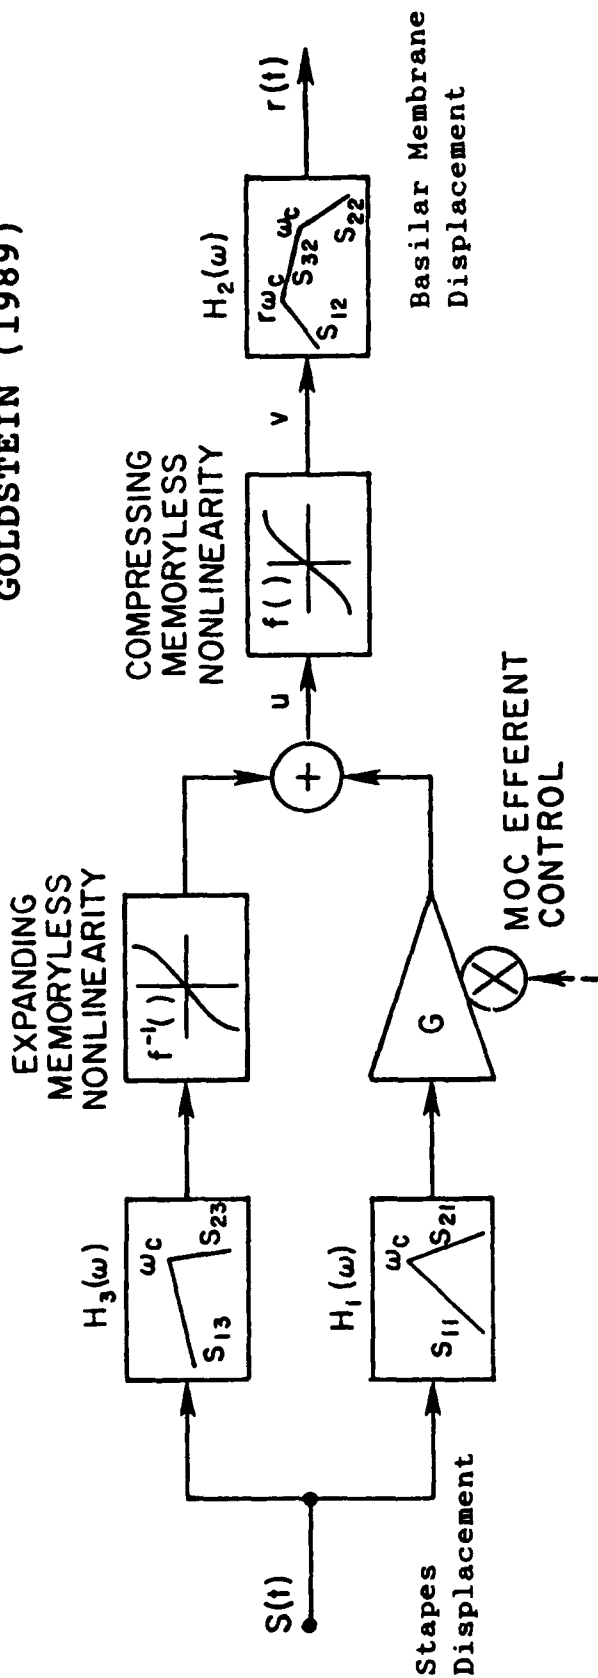 GOLDSTEIN (1989)
S(t)
Stapes
Displacement
H₃(ω)
ωc
S₁₃
S₂₃
H₁(ω)
ωc
S₁₁
S₂₁
EXPANDING
MEMORYLESS
NONLINEARITY
f⁻¹( )
G
MOC EFFERENT
CONTROL
+
u
COMPRESSING
MEMORYLESS
NONLINEARITY
f( )
v
H₂(ω)
rωc
ωc
S₁₂
S₃₂
S₂₂
r(t)
Basilar Membrane
Displacement